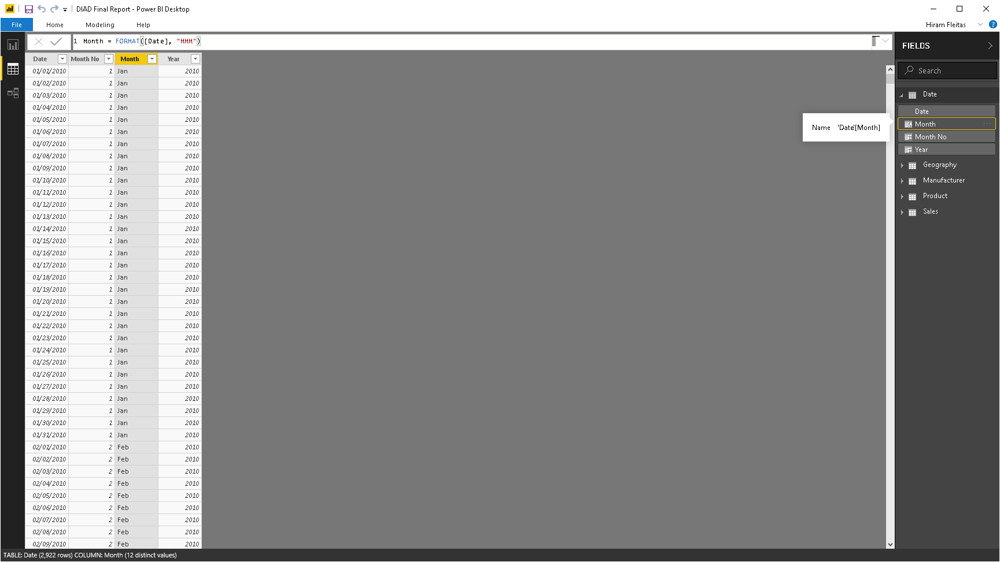 DIAD Final Report - Power BI Desktop
File Home Modeling Help Hiram Fleitas
1 Month = FORMAT([Date], "MMM")
FIELDS
Date Month No Month Year
Search
01/01/2010 1 Jan 2010
01/02/2010 1 Jan 2010
01/03/2010 1 Jan 2010
01/04/2010 1 Jan 2010
01/05/2010 1 Jan 2010
01/06/2010 1 Jan 2010
01/07/2010 1 Jan 2010
01/08/2010 1 Jan 2010
01/09/2010 1 Jan 2010
01/10/2010 1 Jan 2010
01/11/2010 1 Jan 2010
01/12/2010 1 Jan 2010
01/13/2010 1 Jan 2010
01/14/2010 1 Jan 2010
01/15/2010 1 Jan 2010
01/16/2010 1 Jan 2010
01/17/2010 1 Jan 2010
01/18/2010 1 Jan 2010
01/19/2010 1 Jan 2010
01/20/2010 1 Jan 2010
01/21/2010 1 Jan 2010
01/22/2010 1 Jan 2010
01/23/2010 1 Jan 2010
01/24/2010 1 Jan 2010
01/25/2010 1 Jan 2010
01/26/2010 1 Jan 2010
01/27/2010 1 Jan 2010
01/28/2010 1 Jan 2010
01/29/2010 1 Jan 2010
01/30/2010 1 Jan 2010
01/31/2010 1 Jan 2010
02/01/2010 2 Feb 2010
02/02/2010 2 Feb 2010
02/03/2010 2 Feb 2010
02/04/2010 2 Feb 2010
02/05/2010 2 Feb 2010
02/06/2010 2 Feb 2010
02/07/2010 2 Feb 2010
02/08/2010 2 Feb 2010
02/09/2010 2 Feb 2010
Name 'Date'[Month]
Date
Date
Month
Month No
Year
Geography
Manufacturer
Product
Sales
TABLE: Date (2,922 rows) COLUMN: Month (12 distinct values)